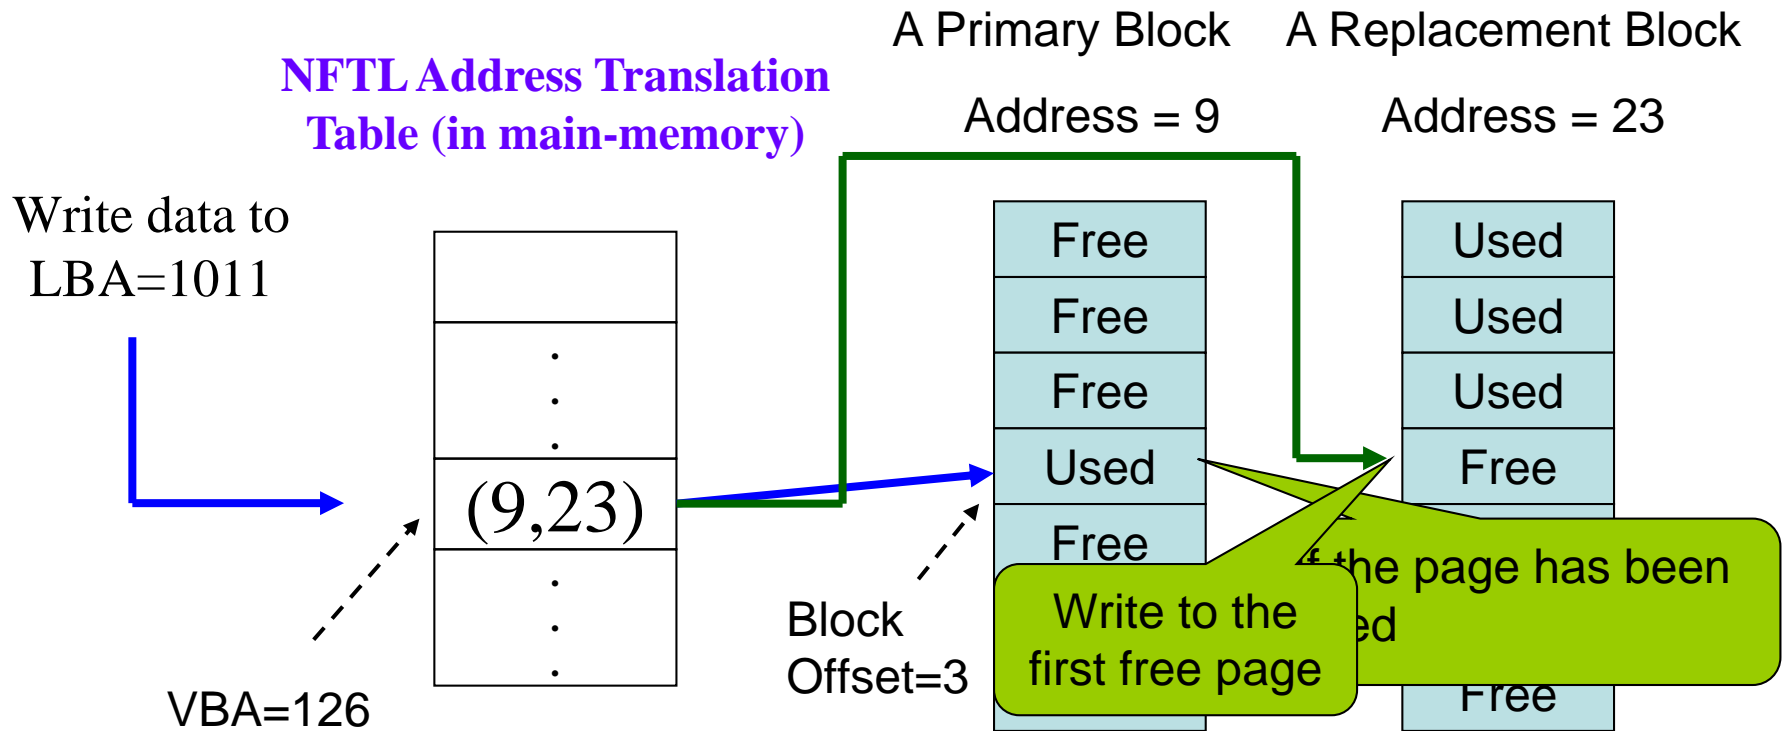 A Primary Block
A Replacement Block
NFTL Address Translation
Table (in main-memory)
Address = 9
Address = 23
Write data to
LBA=1011
(9,23)
VBA=126
Block
Offset=3
Free
Free
Free
Used
Free
Used
Used
Used
Free
Free
the page has been
Write to the
first free page